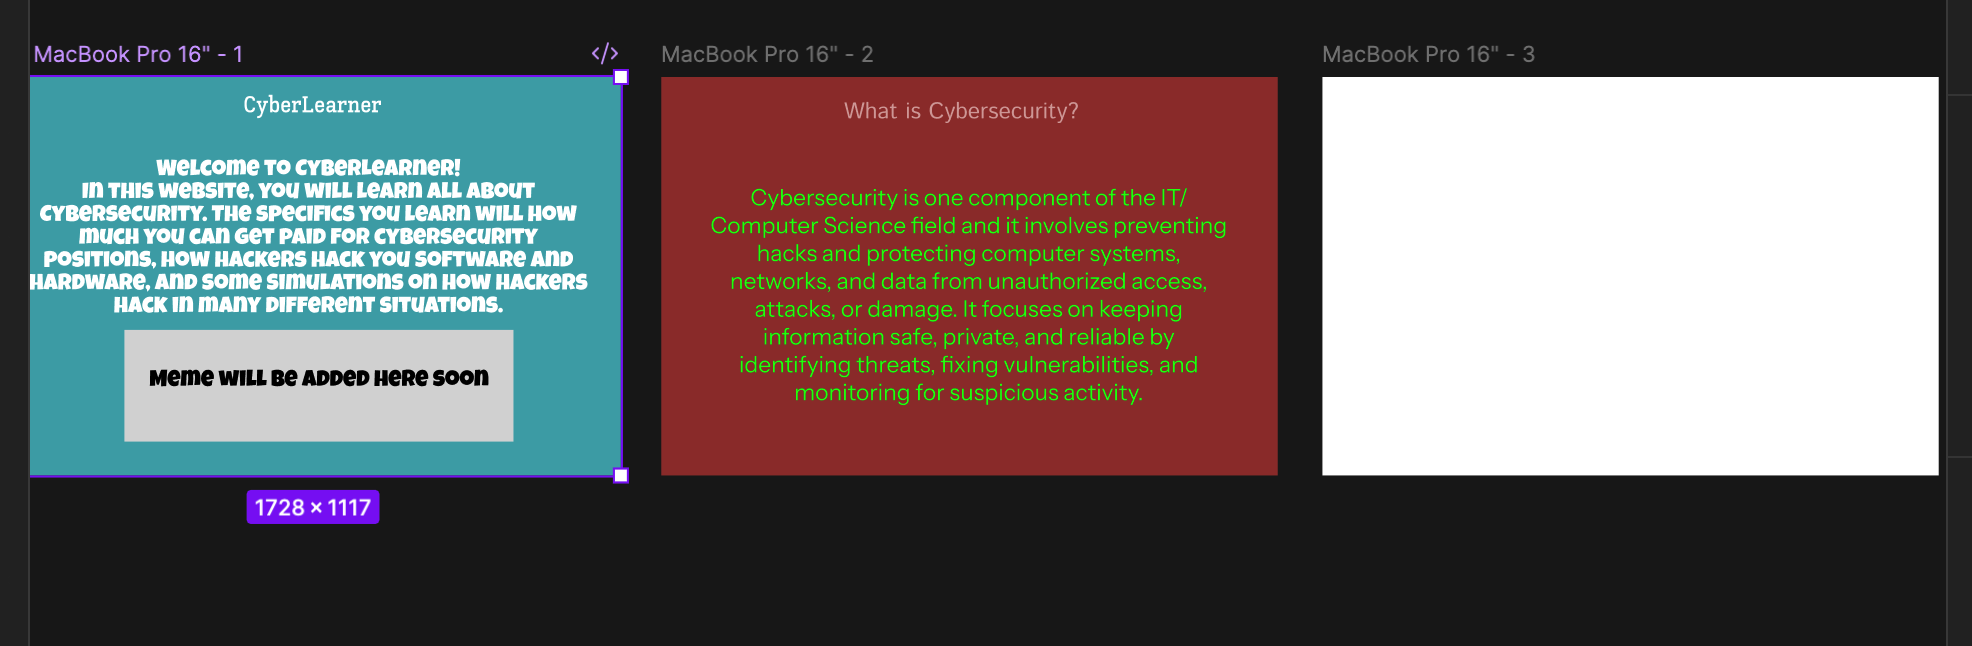 MacBook Pro 16" - 1
</>
CyberLearner
Welcome to CyberLearner!
In this website, you will learn all about
cybersecurity. The specifics you learn will how
much you can get paid for cybersecurity
positions, how hackers hack you software and
hardware, and some simulations on how hackers
hack in many different situations.
Meme will be added here soon
1728 × 1117
MacBook Pro 16" - 2
What is Cybersecurity?
Cybersecurity is one component of the IT/
Computer Science field and it involves preventing
hacks and protecting computer systems,
networks, and data from unauthorized access,
attacks, or damage. It focuses on keeping
information safe, private, and reliable by
identifying threats, fixing vulnerabilities, and
monitoring for suspicious activity.
MacBook Pro 16" - 3